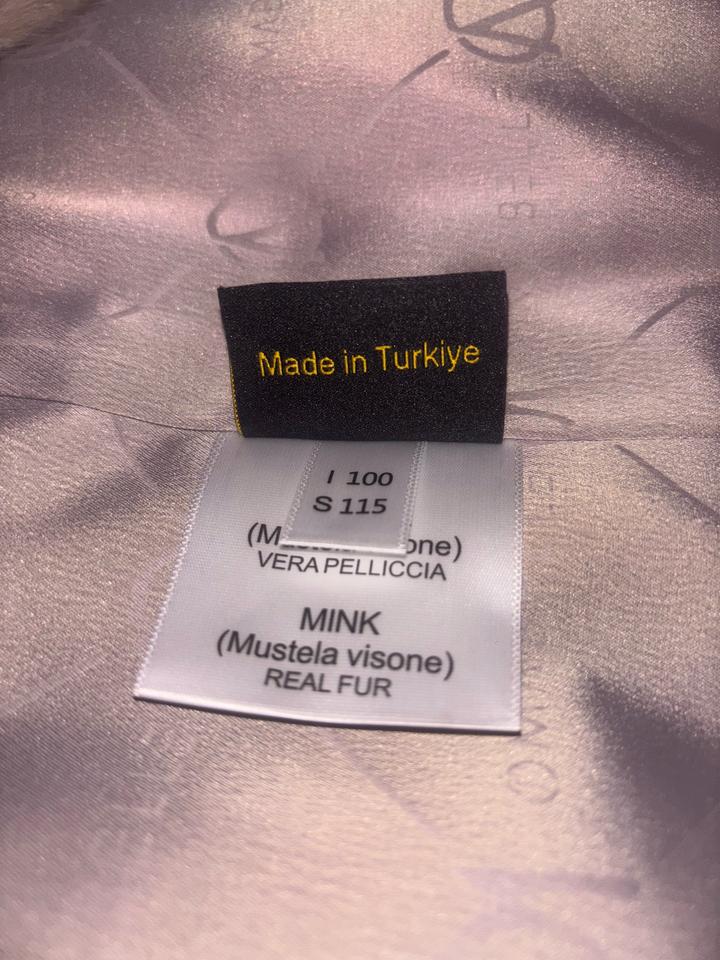 Made in Turkiye
I 100
S 115
VERA PELLICCIA
MINK
(Mustela visone)
REAL FUR